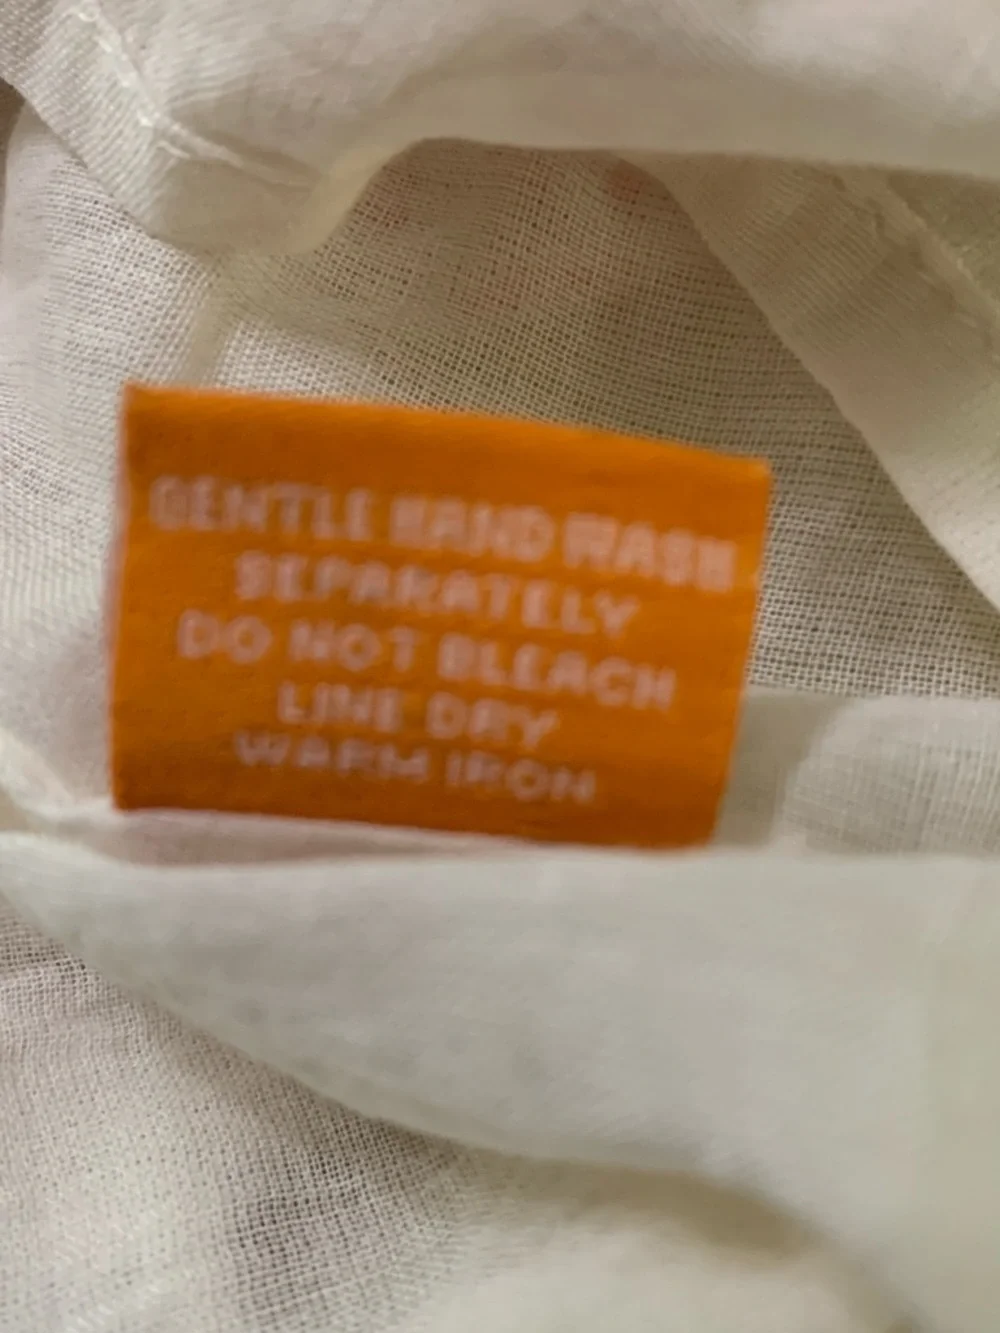 GENTLE HAND WASH
SEPARATELY
DO NOT BLEACH
LINE DRY
WARM IRON